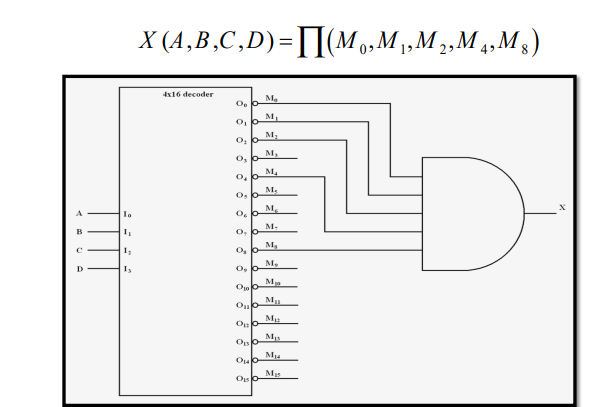 X(A,B,C,D)=∏(M₀,M₁,M₂,M₄,M₈)
4x16 decoder
O₀ M₀
O₁ M₁
O₂ M₂
O₃ M₃
O₄ M₄
O₅ M₅
A I₀ O₆ M₆ X
B I₁ O₇ M₇
C I₂ O₈ M₈
D I₃ O₉ M₉
O₁₀ M₁₀
O₁₁ M₁₁
O₁₂ M₁₂
O₁₃ M₁₃
O₁₄ M₁₄
O₁₅ M₁₅